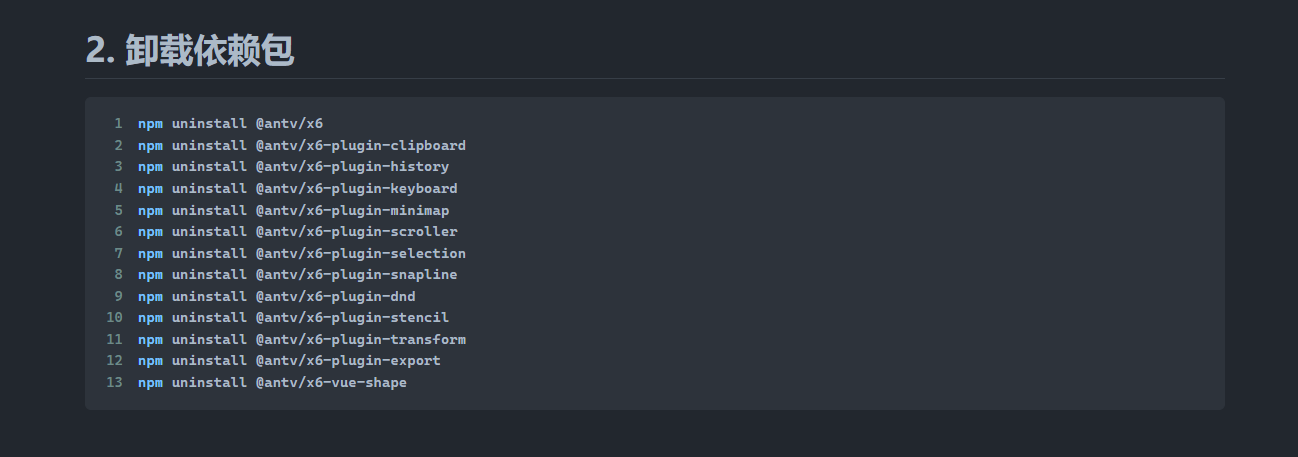 2. 卸载依赖包
1 npm uninstall @antv/x6
2 npm uninstall @antv/x6-plugin-clipboard
3 npm uninstall @antv/x6-plugin-history
4 npm uninstall @antv/x6-plugin-keyboard
5 npm uninstall @antv/x6-plugin-minimap
6 npm uninstall @antv/x6-plugin-scroller
7 npm uninstall @antv/x6-plugin-selection
8 npm uninstall @antv/x6-plugin-snapline
9 npm uninstall @antv/x6-plugin-dnd
10 npm uninstall @antv/x6-plugin-stencil
11 npm uninstall @antv/x6-plugin-transform
12 npm uninstall @antv/x6-plugin-export
13 npm uninstall @antv/x6-vue-shape